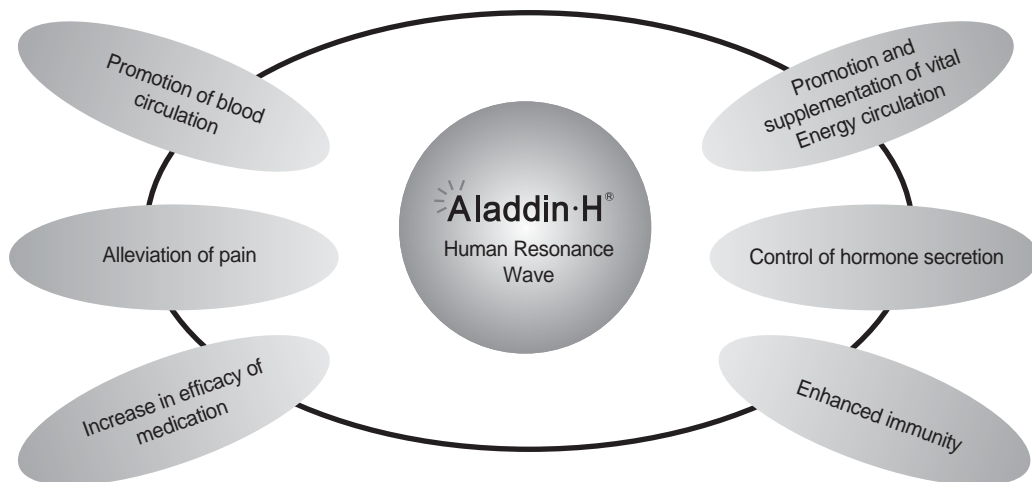 Promotion of blood
circulation
Promotion and
supplementation of vital
Energy circulation
Aladdin·H®
Human Resonance
Wave
Alleviation of pain
Control of hormone secretion
Increase in efficacy of
medication
Enhanced immunity